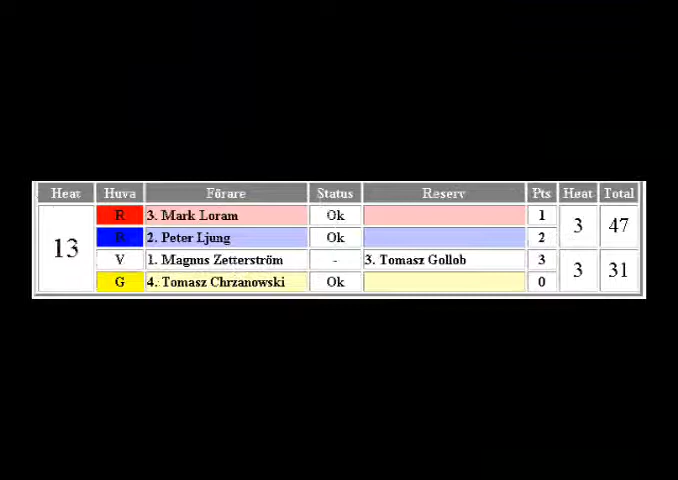 Heat Huva Förare Status Reserv Pts Heat Total
13 R 3. Mark Loram Ok 1 3 47
B 2. Peter Ljung Ok 2
V 1. Magnus Zetterström - 3. Tomasz Gollob 3 3 31
G 4. Tomasz Chrzanowski Ok 0